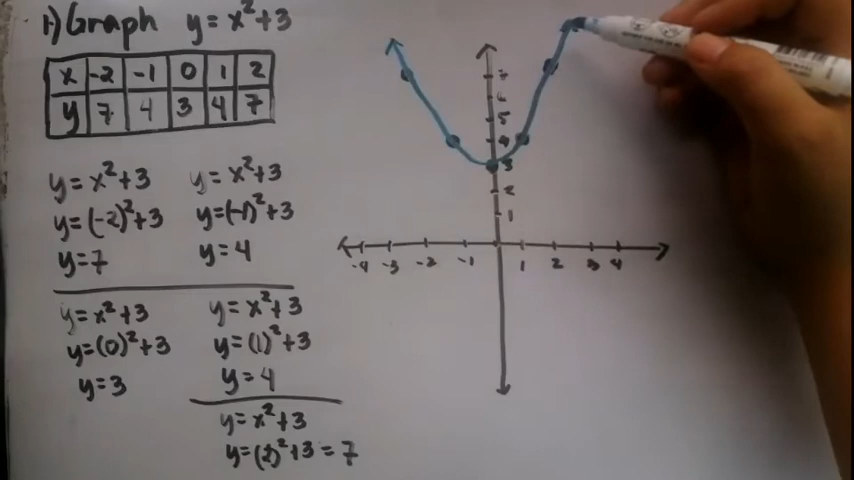 1.) Graph y = x²+3
x -2 -1 0 1 2
y 7 4 3 4 7
y = x²+3
y = (-2)²+3
y = 7
y = x²+3
y = (-1)²+3
y = 4
y = x²+3
y = (0)²+3
y = 3
y = x²+3
y = (1)²+3
y = 4
y = x²+3
y = (2)²+3 = 7
5
4
3
2
1
-4 -3 -2 -1 1 2 3 4